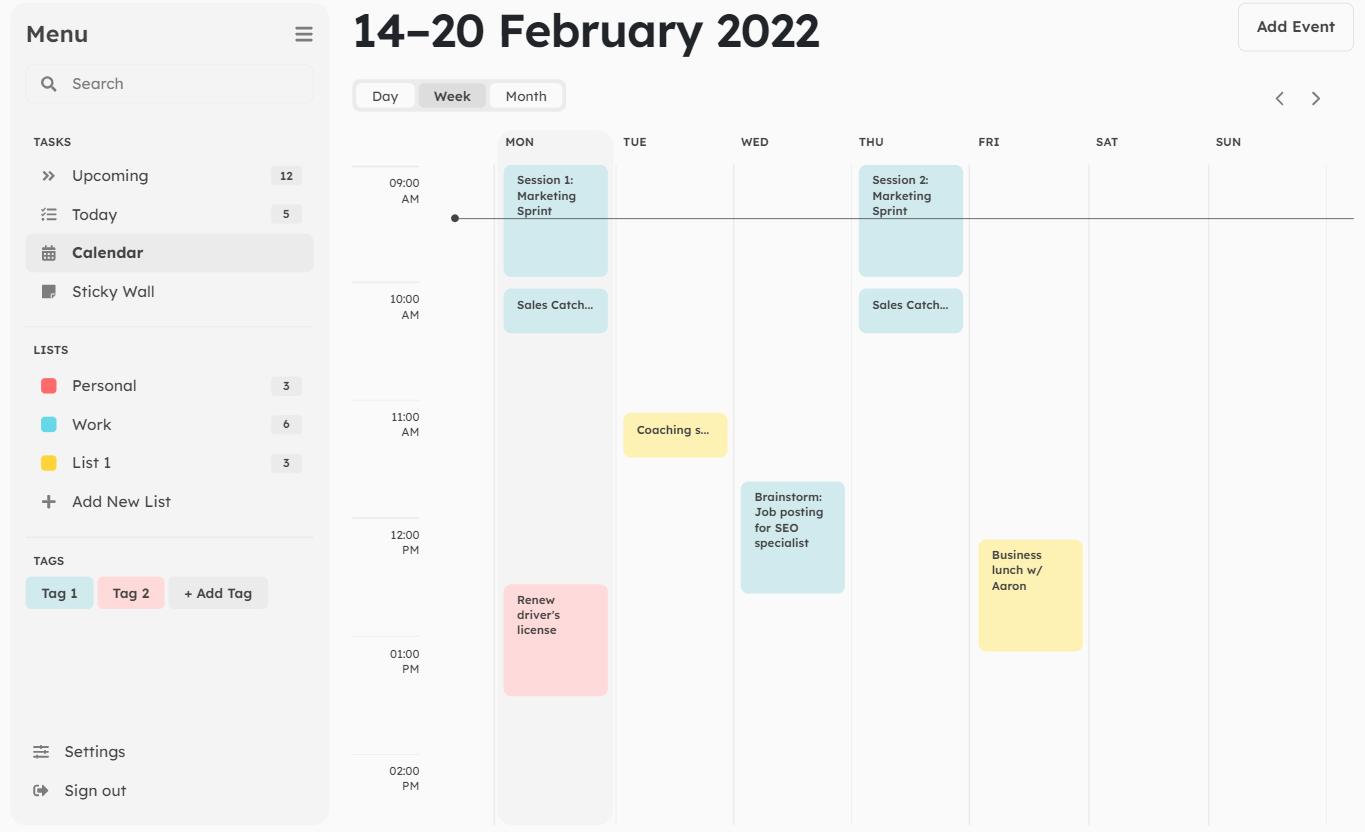 Menu
Search
TASKS
Upcoming 12
Today 5
Calendar
Sticky Wall
LISTS
Personal 3
Work 6
List 1 3
Add New List
TAGS
Tag 1 Tag 2 + Add Tag
Settings
Sign out
14–20 February 2022
Add Event
Day Week Month
MON TUE WED THU FRI SAT SUN
09:00
AM
10:00
AM
11:00
AM
12:00
PM
01:00
PM
02:00
PM
Session 1:
Marketing
Sprint
Sales Catch...
Renew
driver's
license
Coaching s...
Brainstorm:
Job posting
for SEO
specialist
Session 2:
Marketing
Sprint
Sales Catch...
Business
lunch w/
Aaron